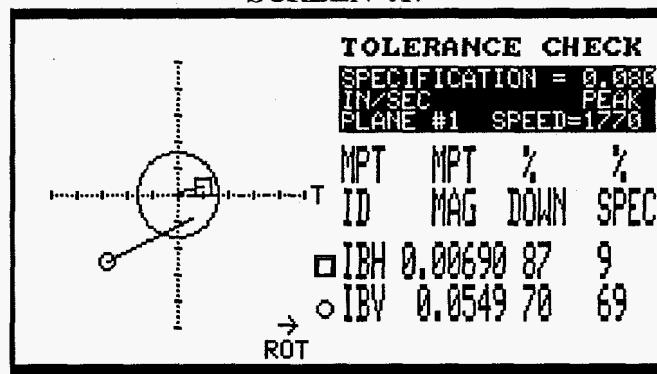 TOLERANCE CHECK
SPECIFICATION = 0.080
IN/SEC PEAK
PLANE #1 SPEED=1770
MPT MPT % %
ID MAG DOWN SPEC
IBH 0.00690 87 9
IBV 0.0549 70 69
T
ROT